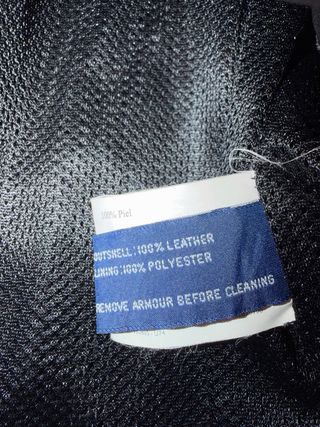 100% Piel
OUTSHELL:100% LEATHER
LINING:100% POLYESTER
REMOVE ARMOUR BEFORE CLEANING